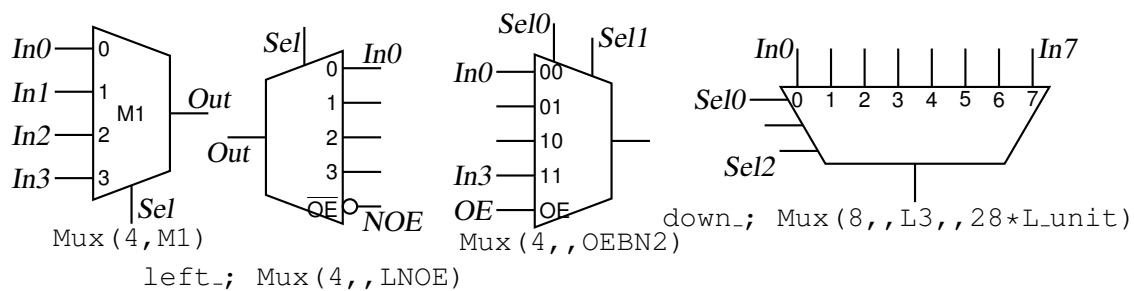 In0
In1
In2
In3
0
1
2
3
M1
Out
Sel
Mux(4,M1)
Sel
Out
0
1
2
3
OE
In0
NOE
left_; Mux(4,,LNOE)
Sel0
Sel1
In0
In3
OE
00
01
10
11
OE
Mux(4,,OEBN2)
In0
In7
Sel0
Sel2
0 1 2 3 4 5 6 7
down_; Mux(8,,L3,,28*L_unit)